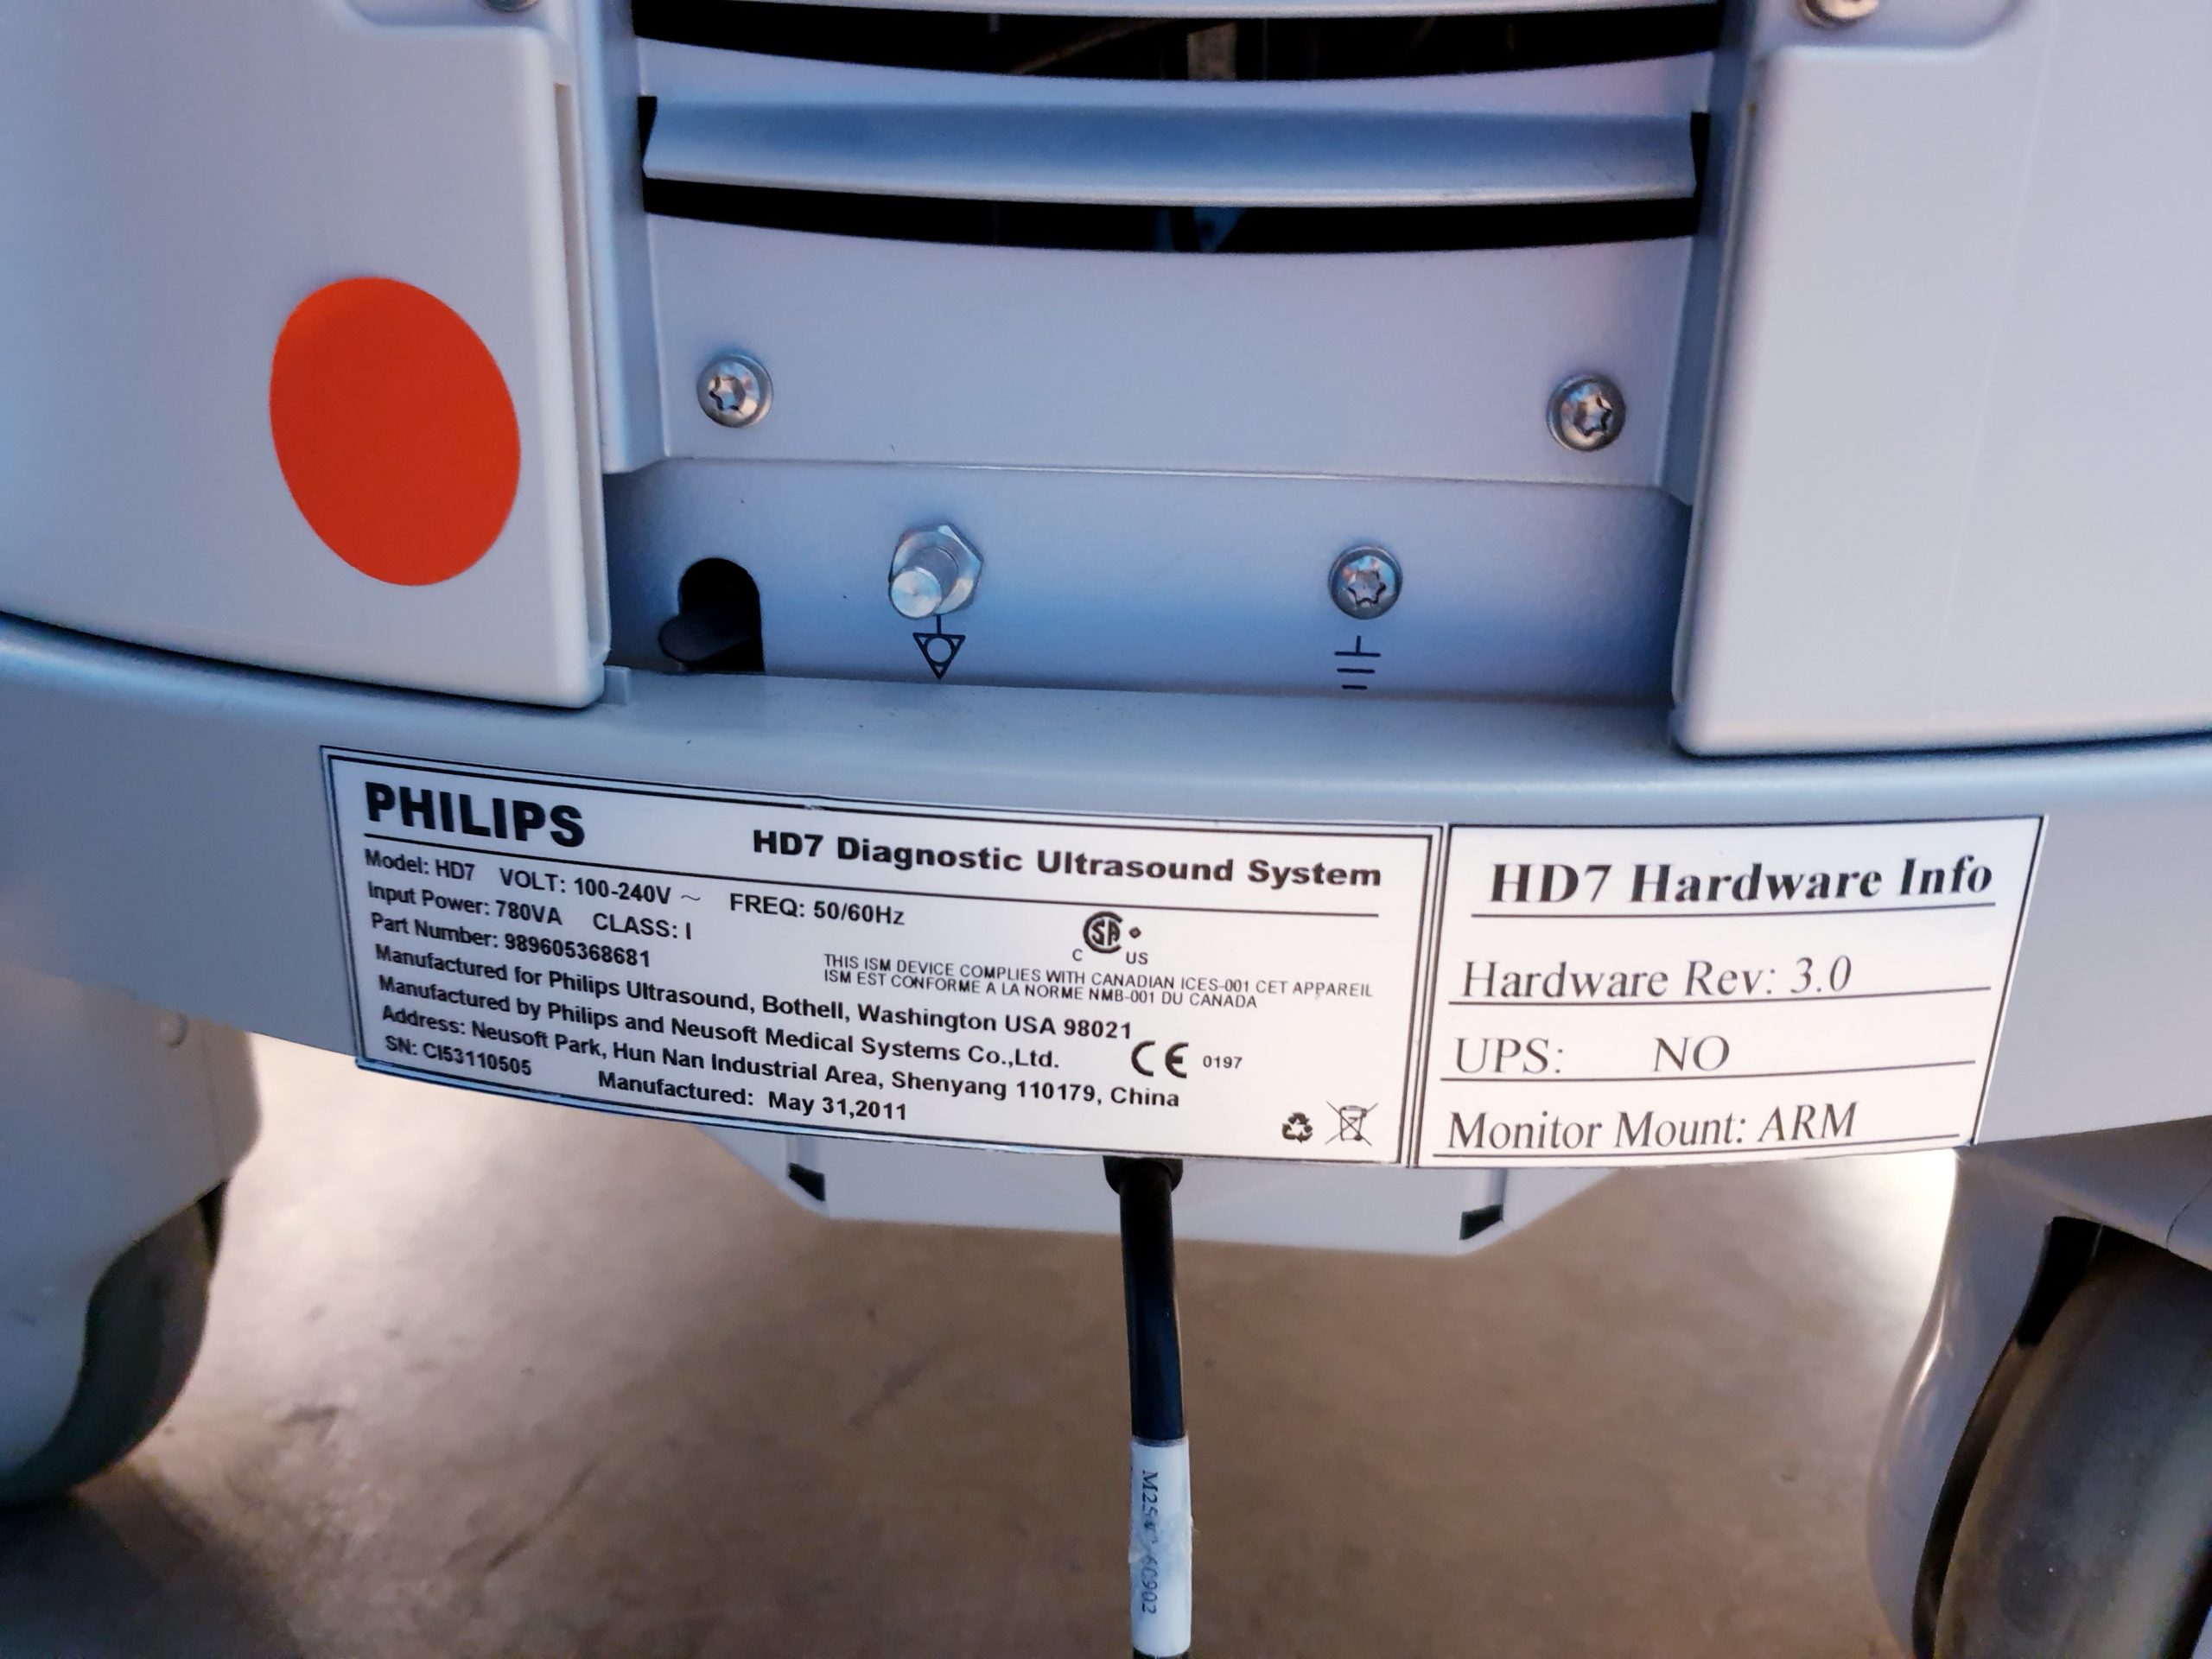 PHILIPS
HD7 Diagnostic Ultrasound System
Model: HD7 VOLT: 100-240V ~ FREQ: 50/60Hz
Input Power: 780VA CLASS: I
Part Number: 989605368681
C SA US
THIS ISM DEVICE COMPLIES WITH CANADIAN ICES-001 CET APPAREIL
ISM EST CONFORME A LA NORME NMB-001 DU CANADA
Manufactured for Philips Ultrasound, Bothell, Washington USA 98021
Manufactured by Philips and Neusoft Medical Systems Co.,Ltd.
CE 0197
Address: Neusoft Park, Hun Nan Industrial Area, Shenyang 110179, China
SN: CI53110505 Manufactured: May 31,2011
HD7 Hardware Info
Hardware Rev: 3.0
UPS: NO
Monitor Mount: ARM